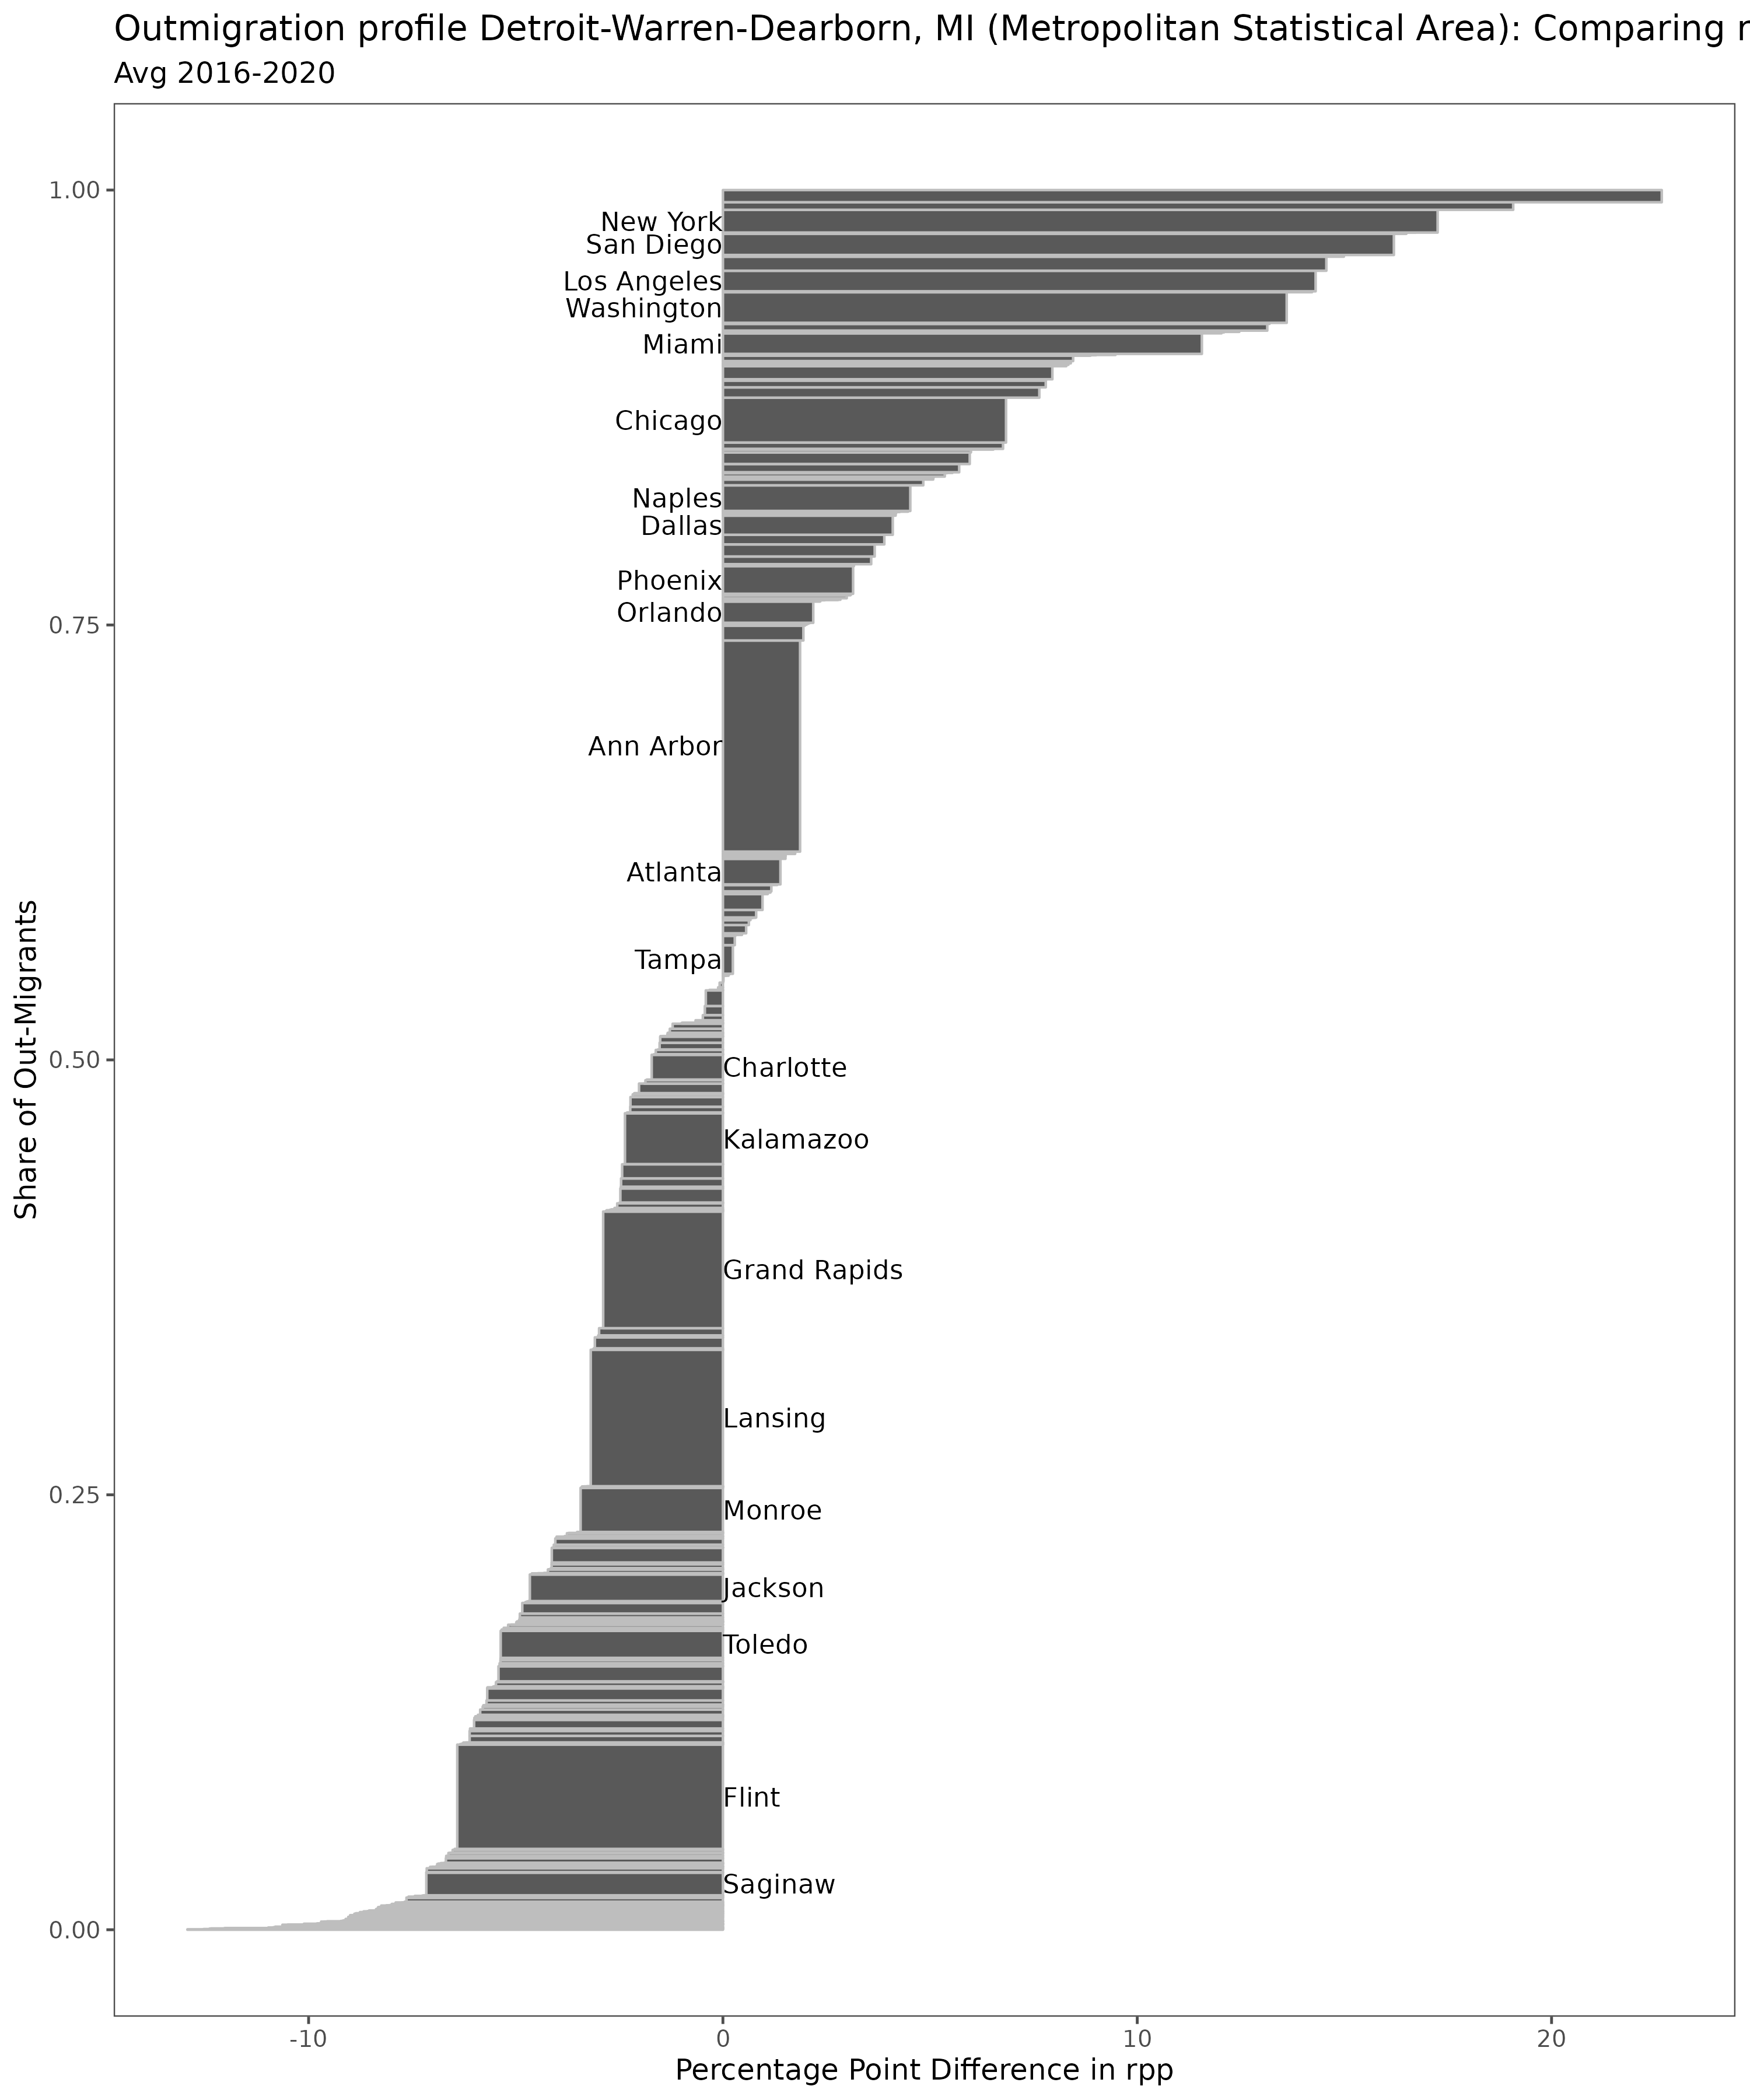 Outmigration profile Detroit-Warren-Dearborn, MI (Metropolitan Statistical Area): Comparing
Avg 2016-2020
1.00
New York
San Diego
Los Angeles
Washington
Miami
Chicago
Naples
Dallas
Phoenix
Orlando
0.75
Ann Arbor
Atlanta
Tampa
Share of Out-Migrants
0.50
Charlotte
Kalamazoo
Grand Rapids
Lansing
0.25
Monroe
Jackson
Toledo
Flint
Saginaw
0.00
-10
0
10
20
Percentage Point Difference in rpp